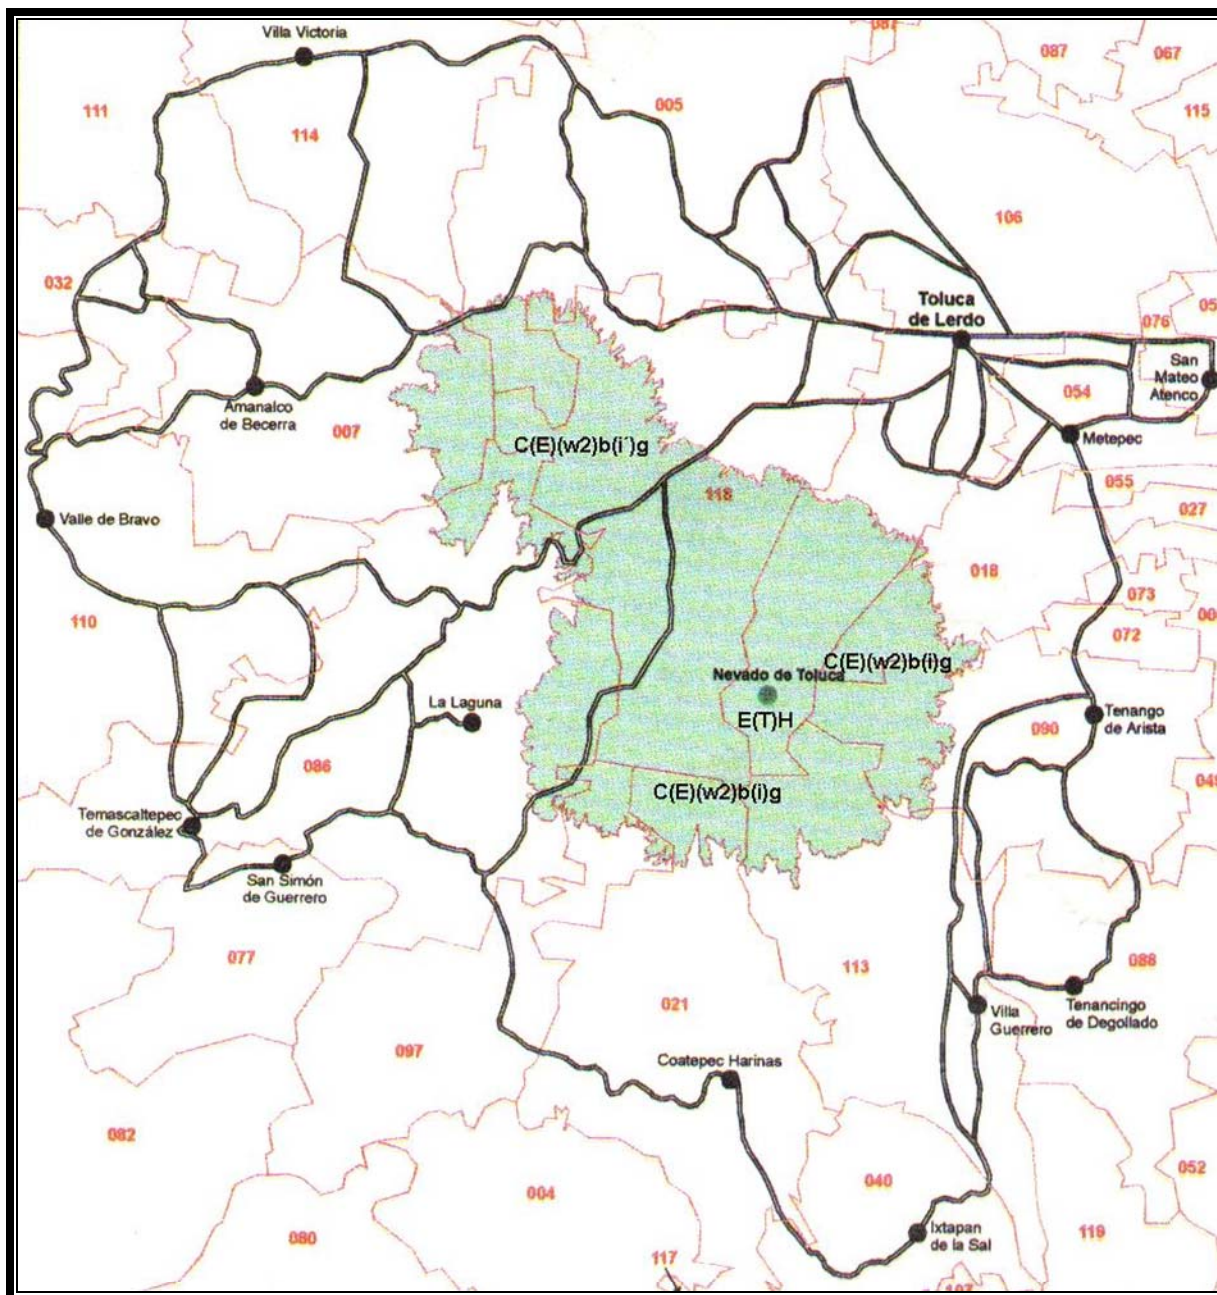 087
087
067
Villa Victoria
111
005
115
114
106
032
Toluca
de Lerdo
076
San
Mateo
Atenco
054
Amanalco
de Becerra
007
Metepec
C(E)(w2)b(i´)g
118
055
027
Valle de Bravo
018
073
110
072
C(E)(w2)b(i)g
Nevado de Toluca
La Laguna
E(T)H
Tenango
de Arista
090
086
C(E)(w2)b(i)g
Temascaltepec
de González
San Simón
de Guerrero
077
113
088
021
Villa
Guerrero
Tenancingo
de Degollado
097
Coatepec Harinas
082
052
004
040
080
Ixtapan
de la Sal
119
117
107